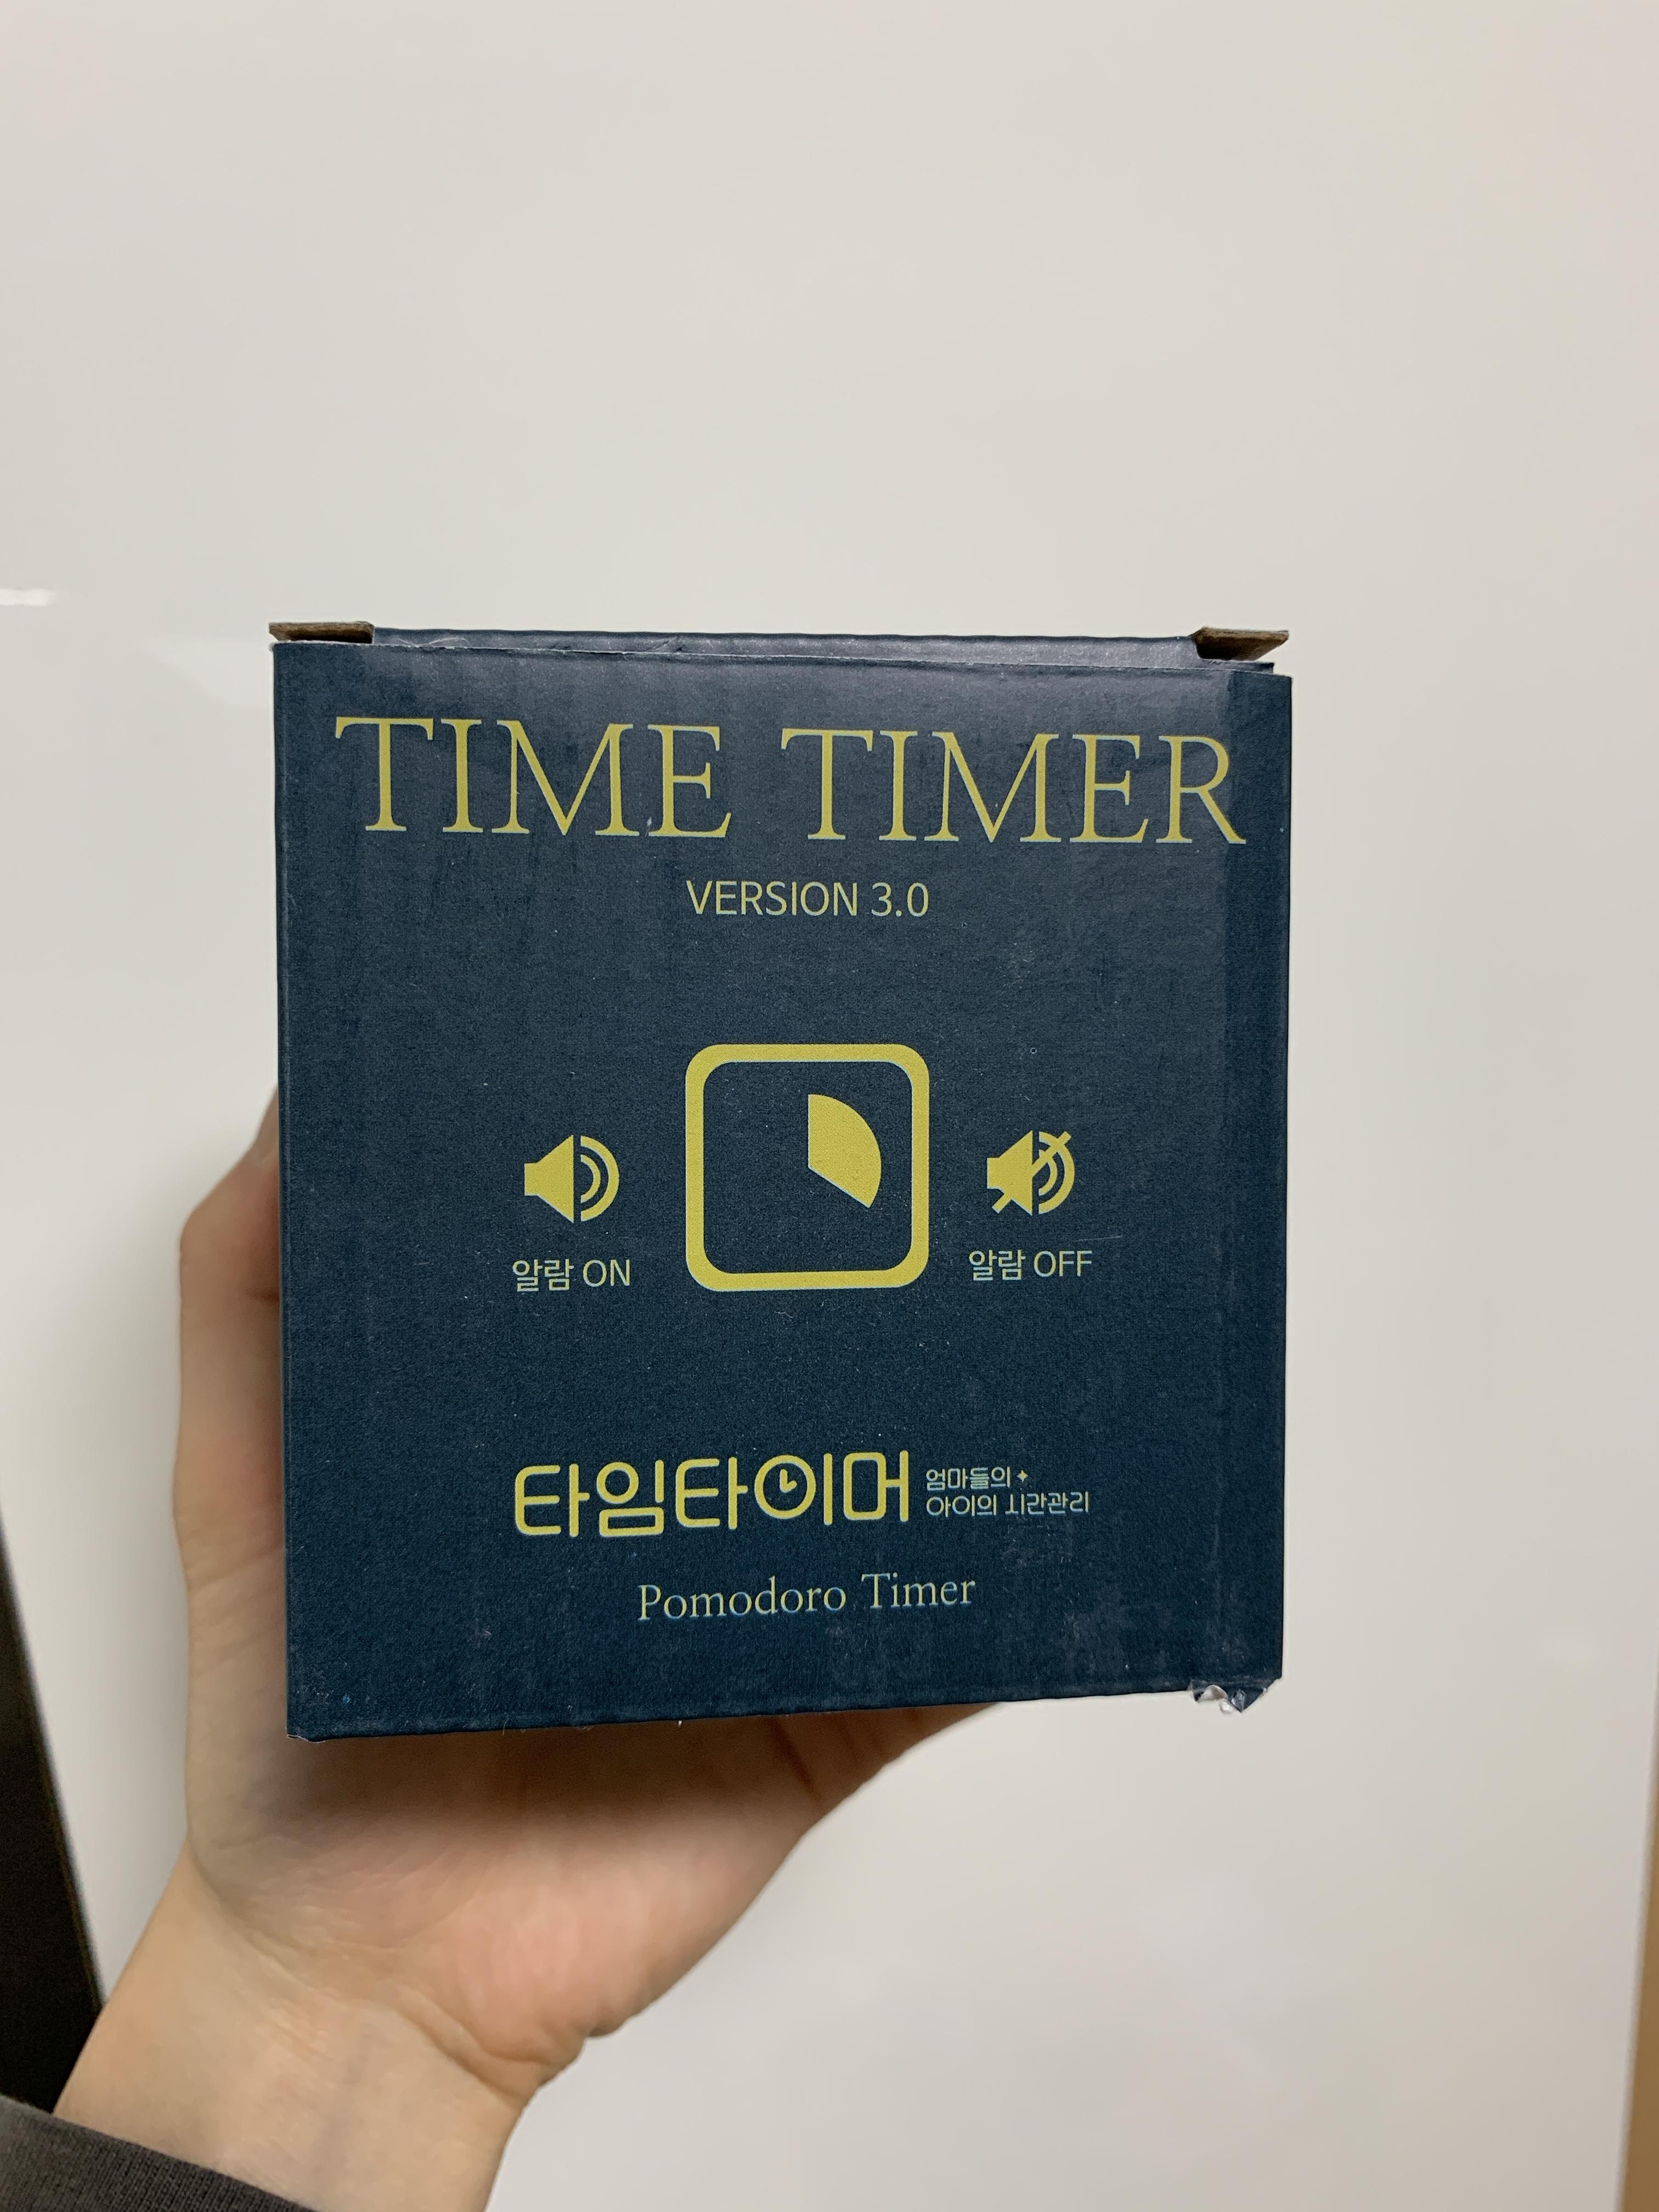 TIME TIMER
VERSION 3.0
알람 ON
알람 OFF
타임타이머
엄마들의
아이의 시간관리
Pomodoro Timer